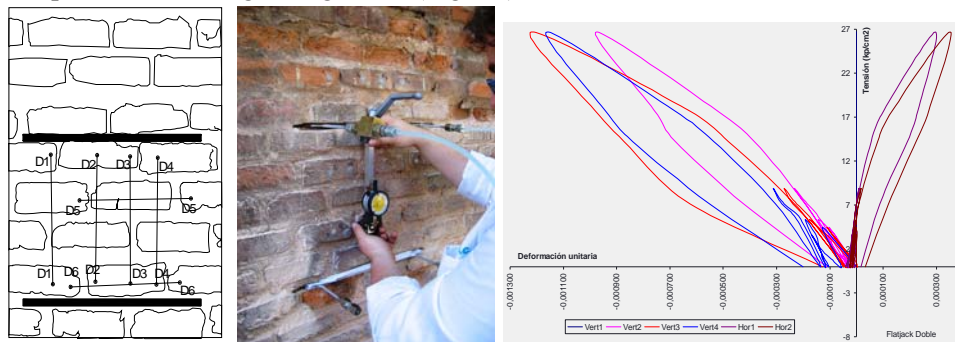 D1
D2
D3
D4
D5
D5
D1
D6
D2
D3
D4
D6
Tensión (kp/cm2)
27
22
17
12
7
2
-3
-8
Deformación unitaria
-0,001300
-0,001100
-0,000900
-0,000700
-0,000500
-0,000300
-0,000100
0,000100
0,000300
Vert1 Vert2 Vert3 Vert4 Hor1 Hor2
Flatjack Doble